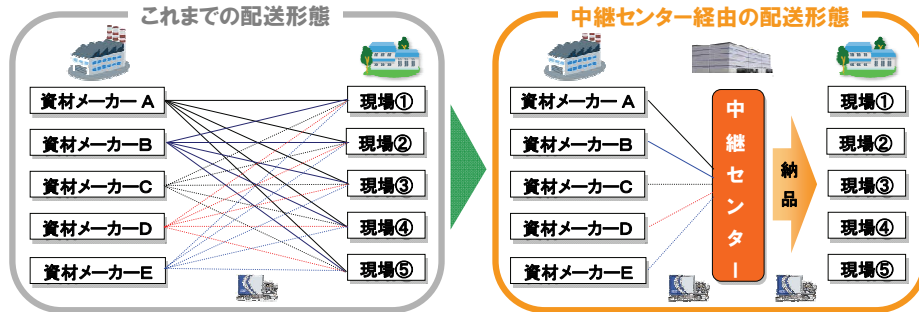 これまでの配送形態
資材メーカーA
資材メーカーB
資材メーカーC
資材メーカーD
資材メーカーE
現場①
現場②
現場③
現場④
現場⑤
中継センター経由の配送形態
資材メーカーA
資材メーカーB
資材メーカーC
資材メーカーD
資材メーカーE
中継センター
納品
現場①
現場②
現場③
現場④
現場⑤